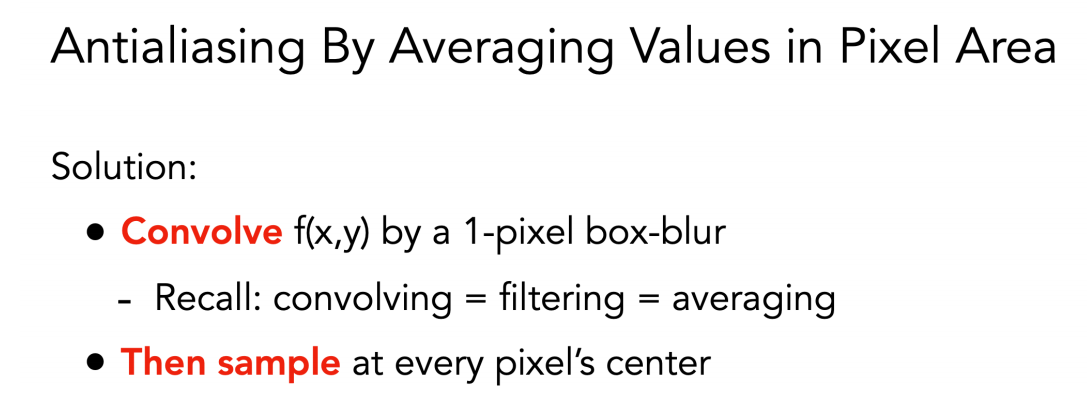 Antialiasing By Averaging Values in Pixel Area
Solution:
• Convolve f(x,y) by a 1-pixel box-blur
- Recall: convolving = filtering = averaging
• Then sample at every pixel’s center